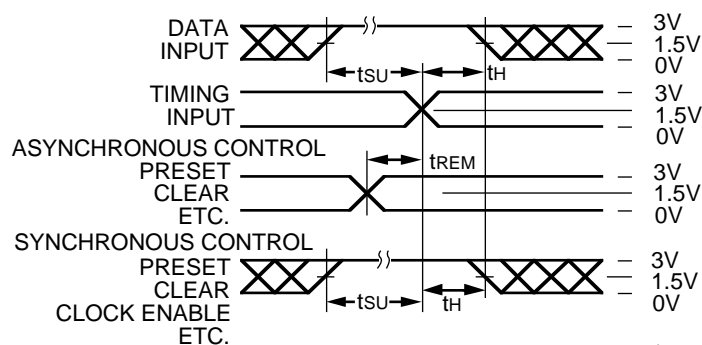 DATA INPUT
3V
1.5V
0V
tSU
tH
TIMING INPUT
3V
1.5V
0V
ASYNCHRONOUS CONTROL
tREM
PRESET
CLEAR
ETC.
3V
1.5V
0V
SYNCHRONOUS CONTROL
PRESET
CLEAR
CLOCK ENABLE
ETC.
3V
1.5V
0V
tSU
tH